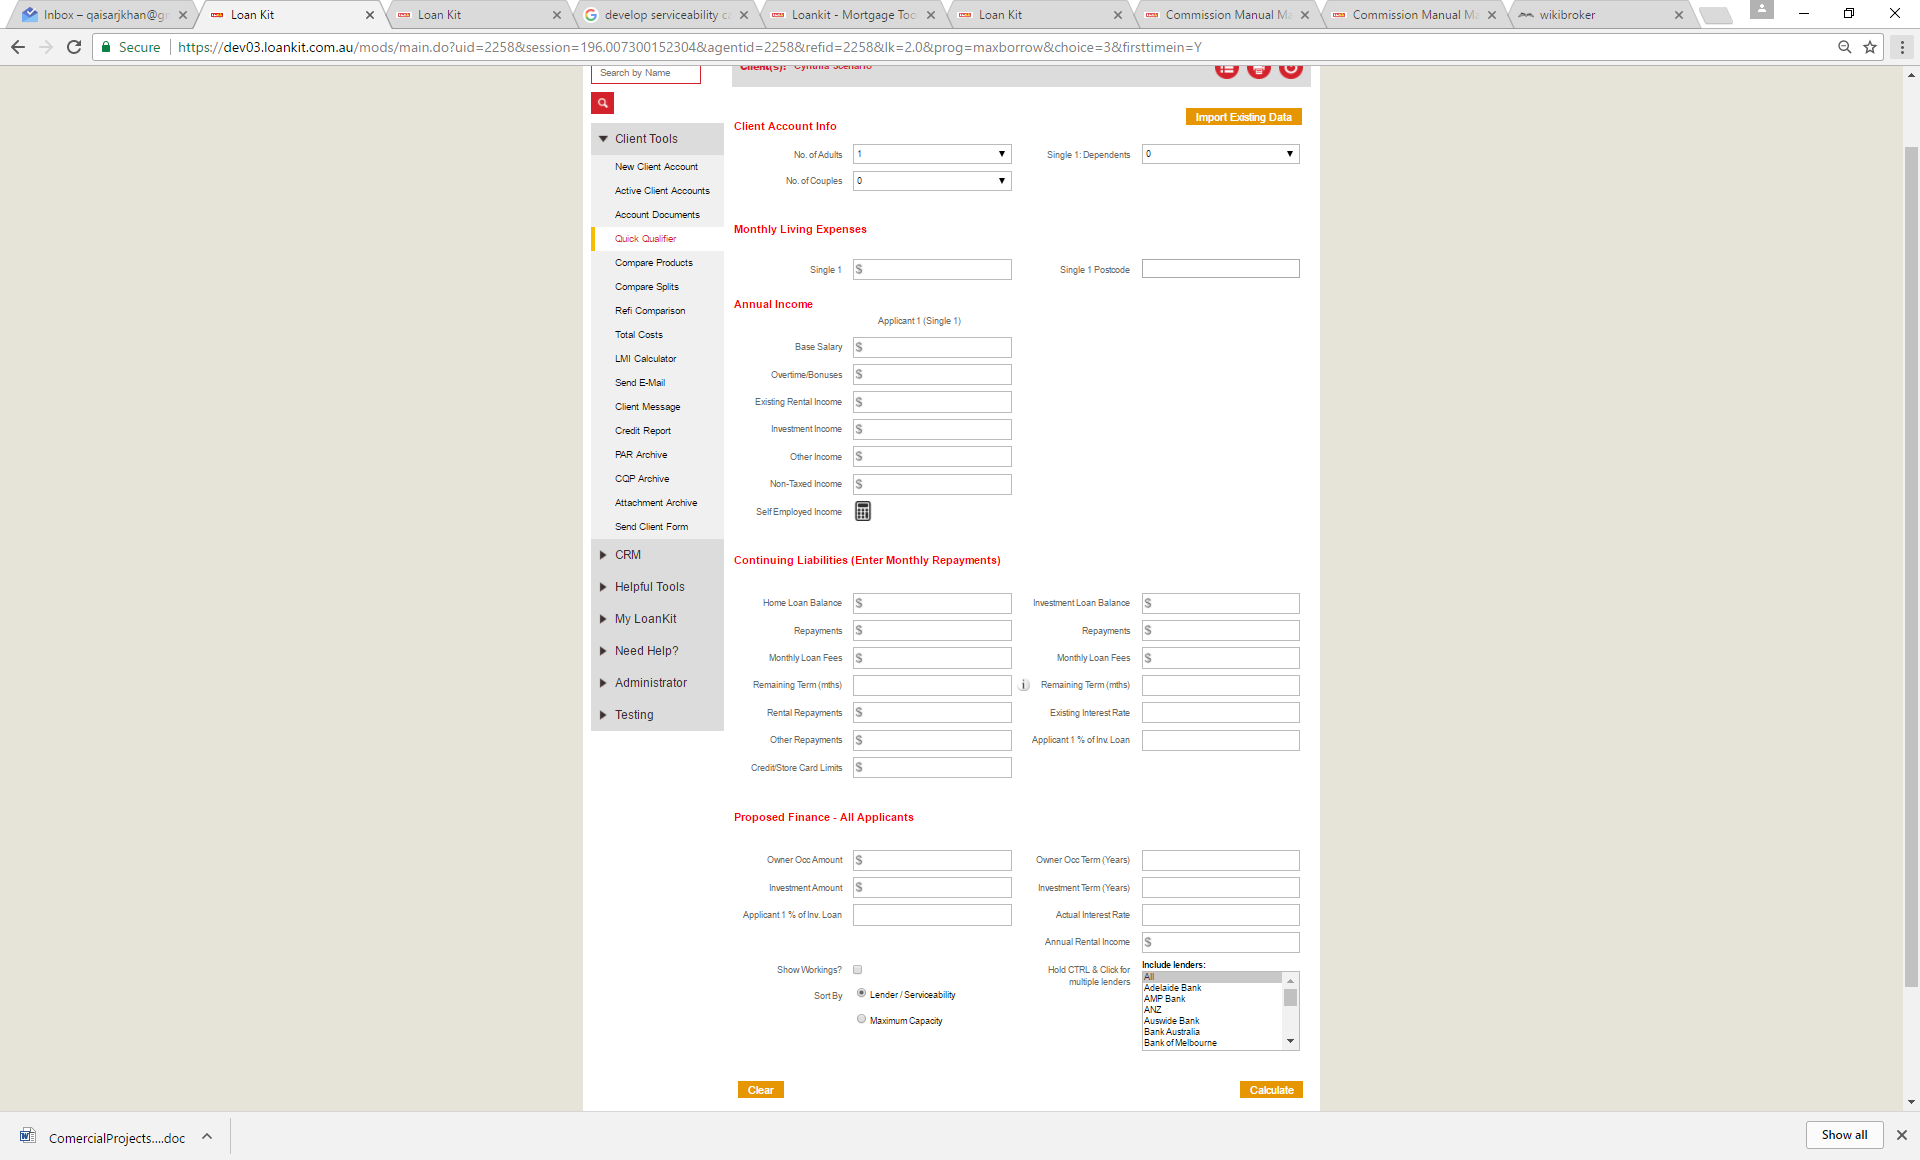 Inbox – qaisarjkhan@g
Loan Kit
Loan Kit
develop serviceability c
Loankit - Mortgage Too
Loan Kit
Commission Manual M
Commission Manual M
wikibroker
Secure
https://dev03.loankit.com.au/mods/main.do?uid=2258&session=196.007300152304&agentid=2258&refid=2258&lk=2.0&prog=maxborrow&choice=3&firsttimein=Y
Search by Name
Client(s): Cynthia Scenario
Import Existing Data
Client Tools
New Client Account
Active Client Accounts
Account Documents
Quick Qualifier
Compare Products
Compare Splits
Refi Comparison
Total Costs
LMI Calculator
Send E-Mail
Client Message
Credit Report
PAR Archive
CQP Archive
Attachment Archive
Send Client Form
CRM
Helpful Tools
My LoanKit
Need Help?
Administrator
Testing
Client Account Info
No. of Adults 1 Single 1: Dependents 0
No. of Couples 0
Monthly Living Expenses
Single 1 $ Single 1 Postcode
Annual Income
Applicant 1 (Single 1)
Base Salary $
Overtime/Bonuses $
Existing Rental Income $
Investment Income $
Other Income $
Non-Taxed Income $
Self Employed Income
Continuing Liabilities (Enter Monthly Repayments)
Home Loan Balance $ Investment Loan Balance $
Repayments $ Repayments $
Monthly Loan Fees $ Monthly Loan Fees $
Remaining Term (mths) i Remaining Term (mths)
Rental Repayments $ Existing Interest Rate
Other Repayments $ Applicant 1 % of Inv. Loan
Credit/Store Card Limits $
Proposed Finance - All Applicants
Owner Occ Amount $ Owner Occ Term (Years)
Investment Amount $ Investment Term (Years)
Applicant 1 % of Inv. Loan Actual Interest Rate
Annual Rental Income $
Show Workings?
Sort By Lender / Serviceability
Maximum Capacity
Hold CTRL & Click for
multiple lenders
Include lenders:
All
Adelaide Bank
AMP Bank
ANZ
Auswide Bank
Bank Australia
Bank of Melbourne
Clear
Calculate
ComercialProjects....doc
Show all